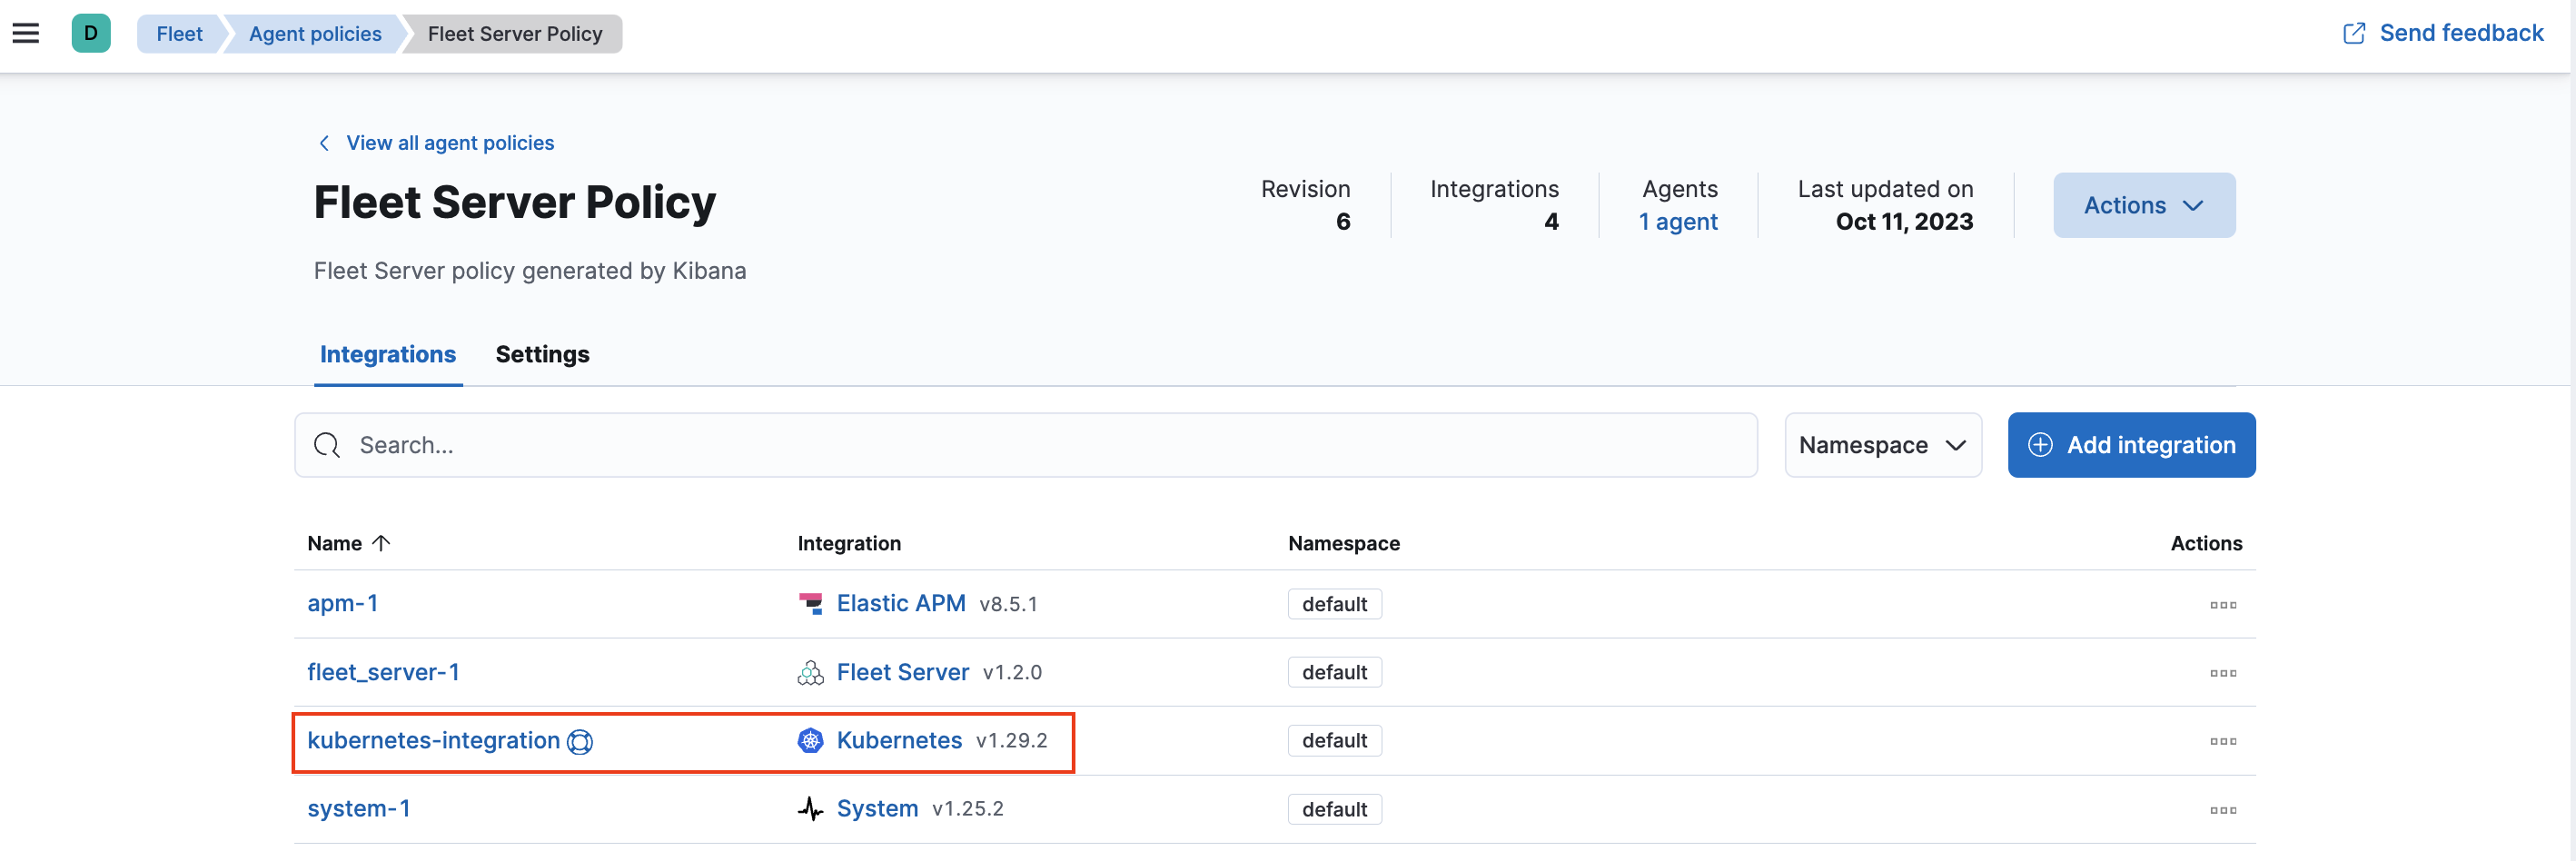 D Fleet Agent policies Fleet Server Policy Send feedback
View all agent policies
Fleet Server Policy
Fleet Server policy generated by Kibana
Revision Integrations Agents Last updated on
6 4 1 agent Oct 11, 2023
Actions
Integrations Settings
Search... Namespace Add integration
Name Integration Namespace Actions
apm-1 Elastic APM v8.5.1 default
fleet_server-1 Fleet Server v1.2.0 default
kubernetes-integration Kubernetes v1.29.2 default
system-1 System v1.25.2 default